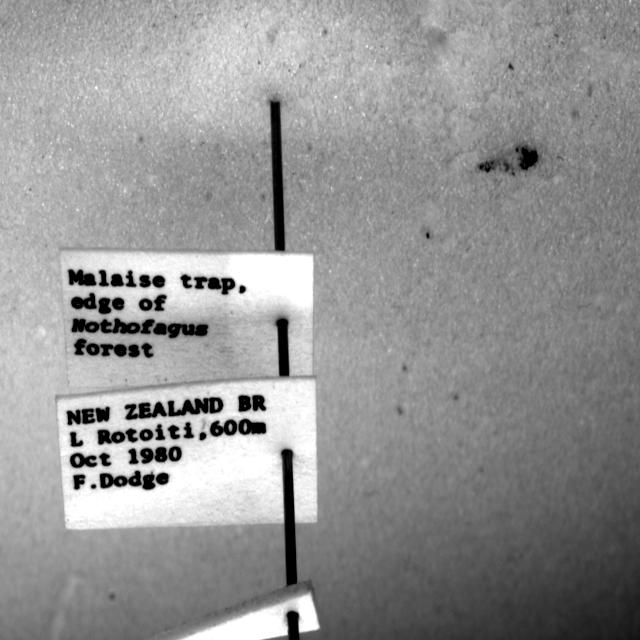 Malaise trap,
edge of
Nothofagus
forest
NEW ZEALAND BR
L Rotoiti,600m
Oct 1980
F.Dodge